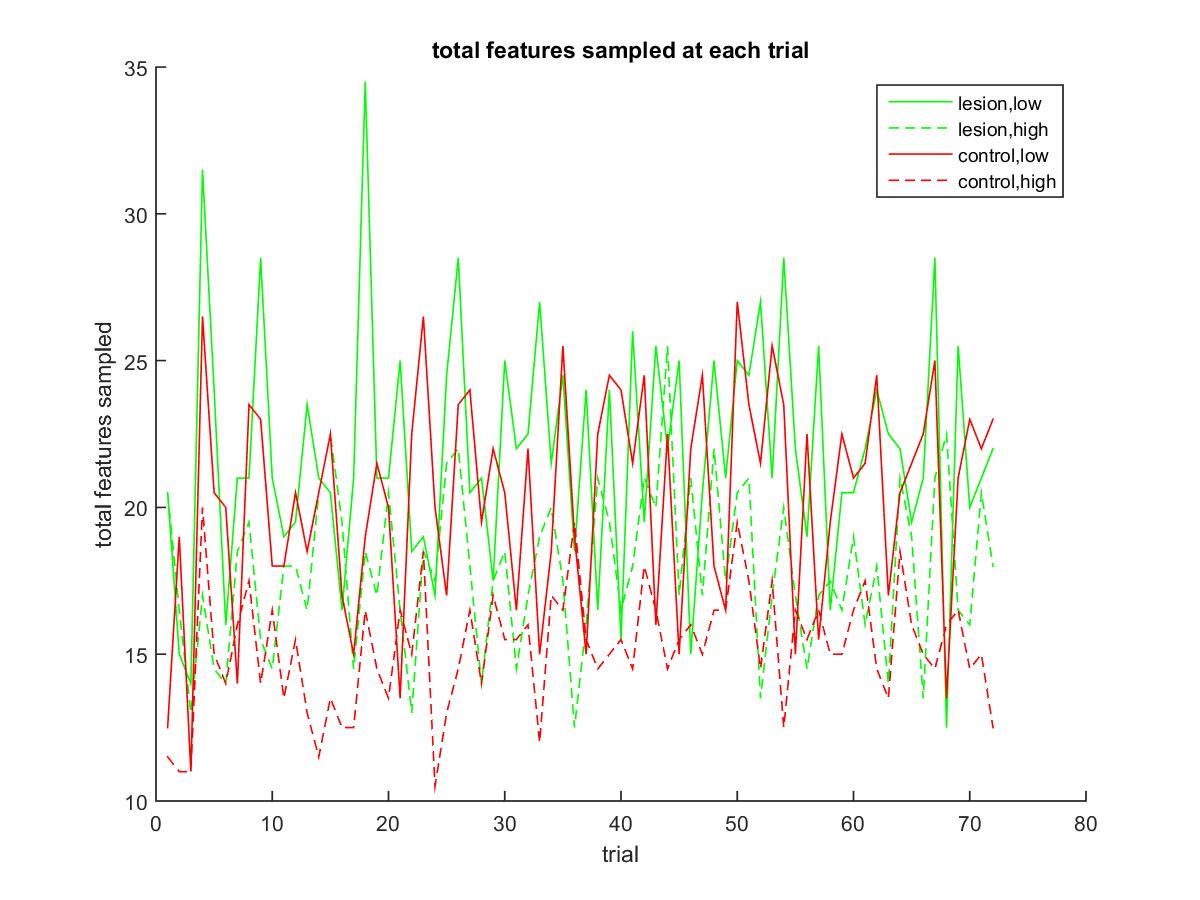 total features sampled at each trial
35
30
25
20
15
10
total features sampled
0 10 20 30 40 50 60 70 80
trial
lesion,low
lesion,high
control,low
control,high